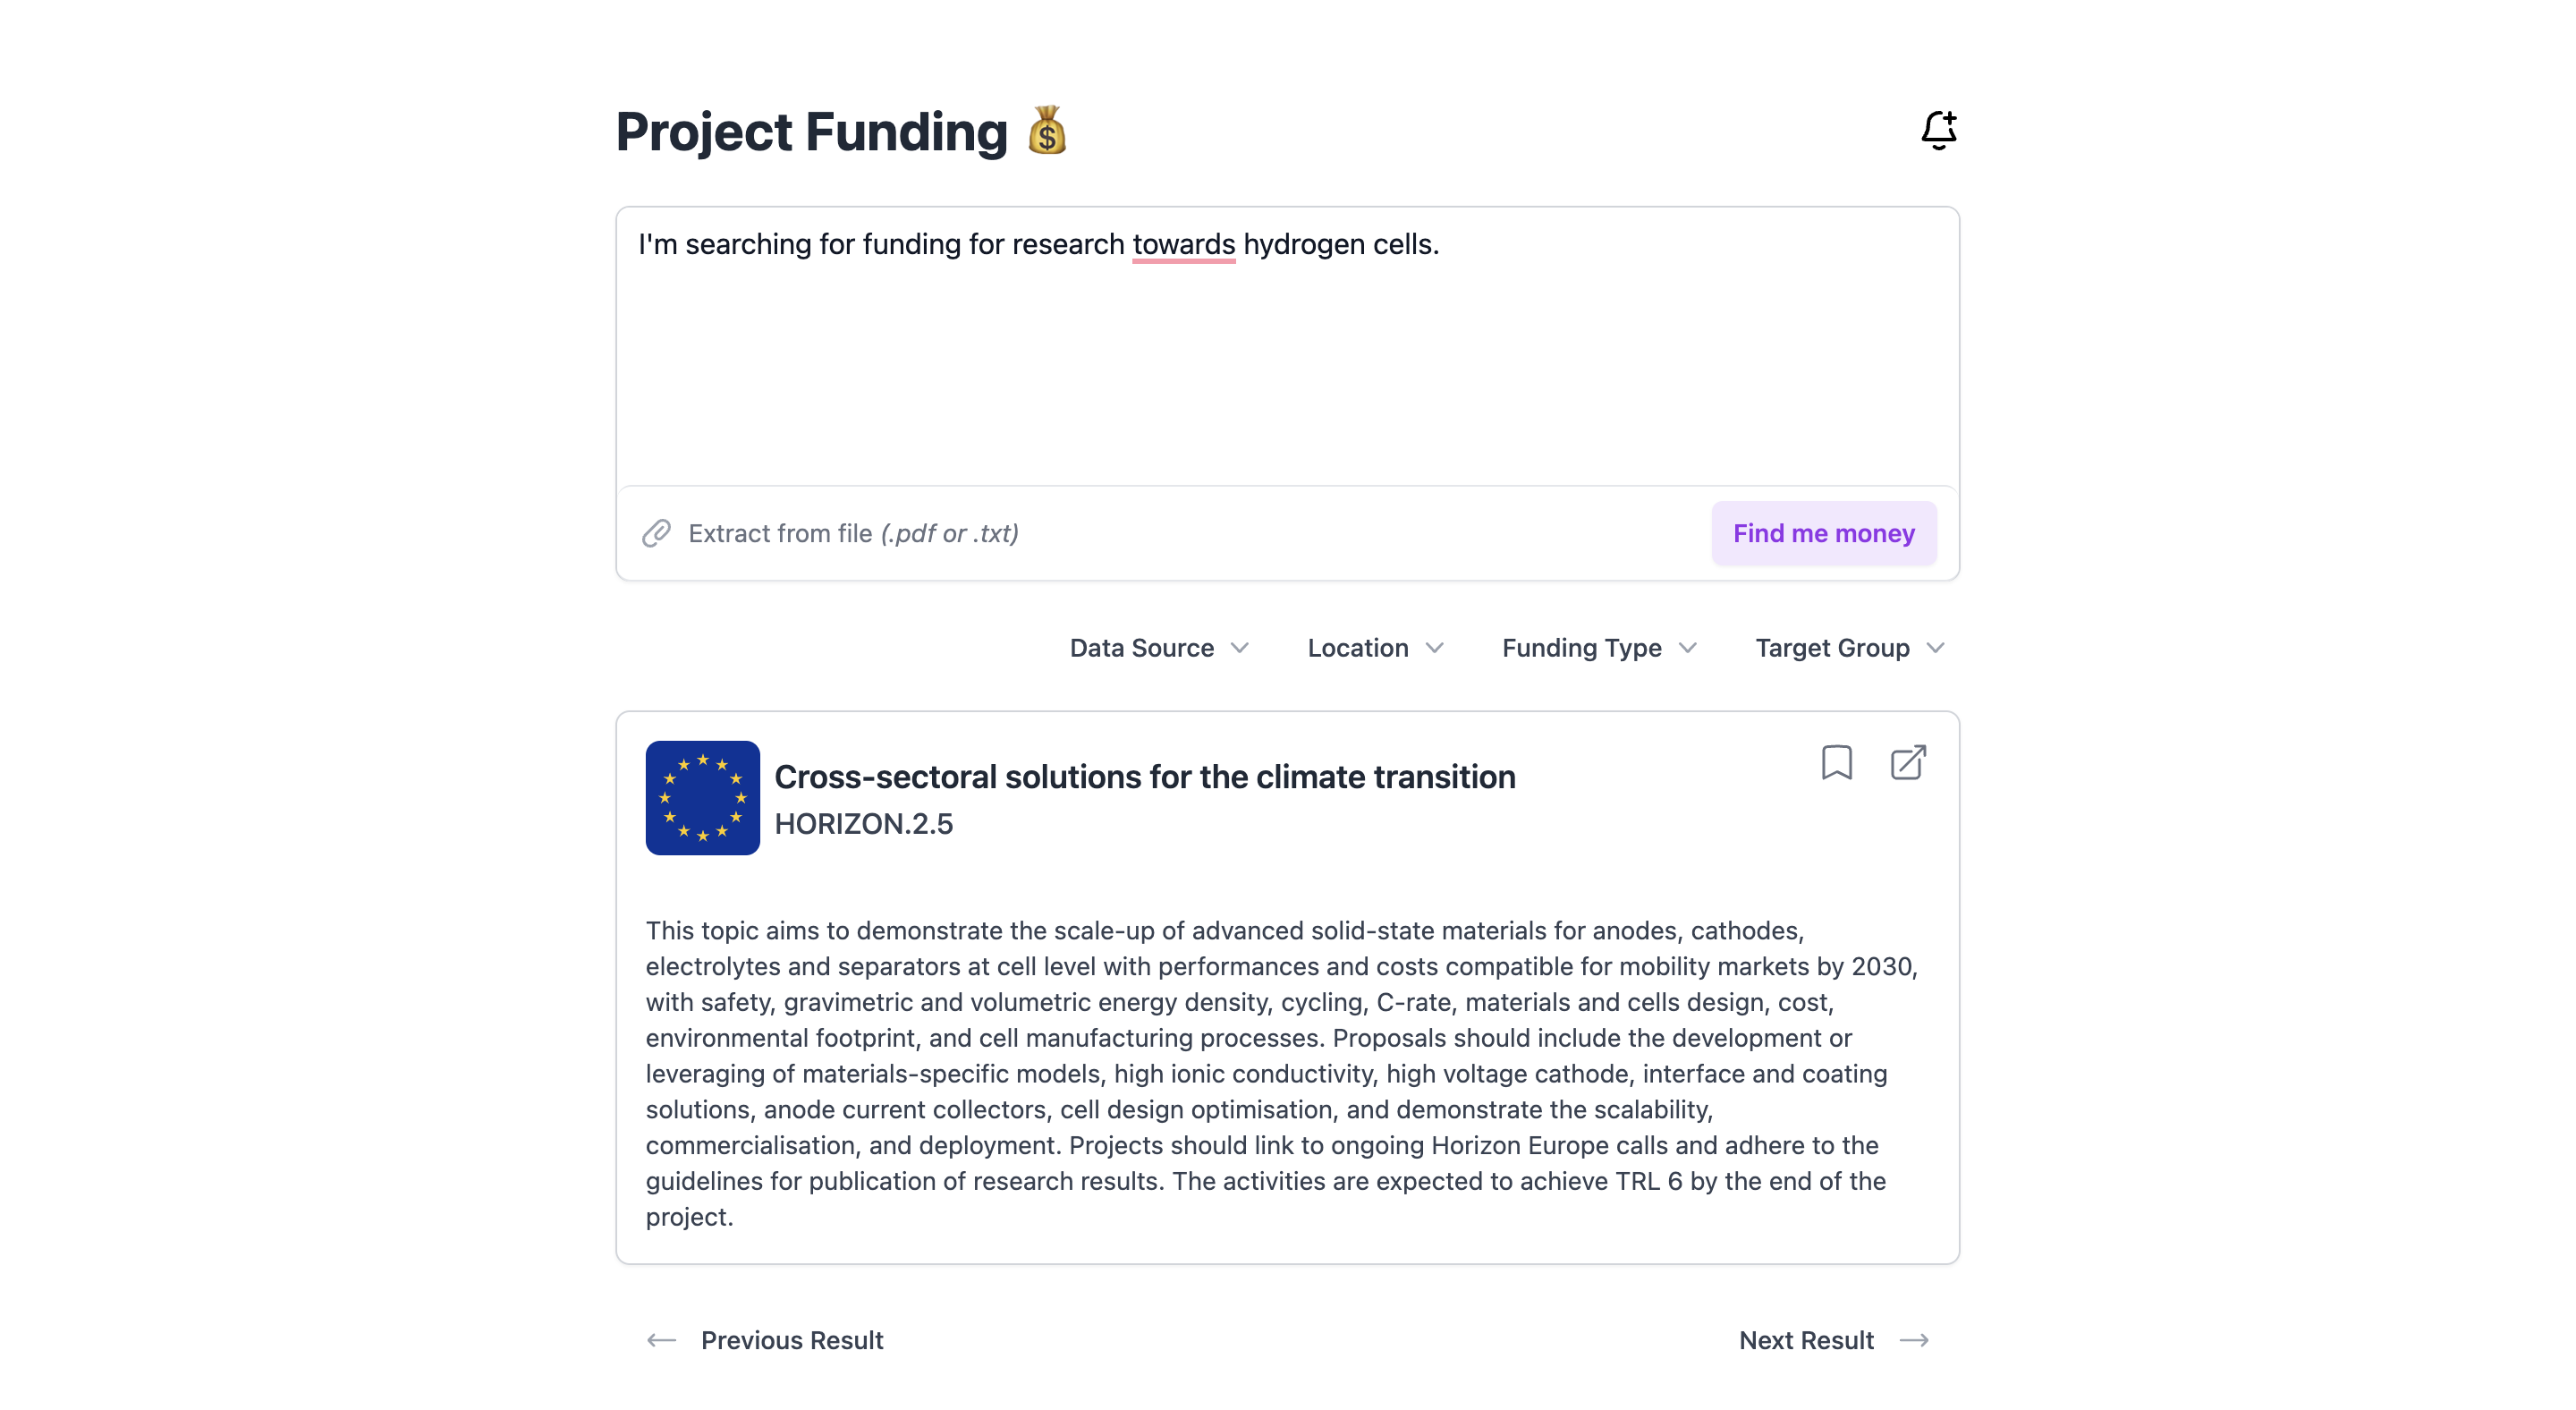 Project Funding 💰
I'm searching for funding for research towards hydrogen cells.
Extract from file (.pdf or .txt)
Find me money
Data Source
Location
Funding Type
Target Group
Cross-sectoral solutions for the climate transition
HORIZON.2.5
This topic aims to demonstrate the scale-up of advanced solid-state materials for anodes, cathodes,
electrolytes and separators at cell level with performances and costs compatible for mobility markets by 2030,
with safety, gravimetric and volumetric energy density, cycling, C-rate, materials and cells design, cost,
environmental footprint, and cell manufacturing processes. Proposals should include the development or
leveraging of materials-specific models, high ionic conductivity, high voltage cathode, interface and coating
solutions, anode current collectors, cell design optimisation, and demonstrate the scalability,
commercialisation, and deployment. Projects should link to ongoing Horizon Europe calls and adhere to the
guidelines for publication of research results. The activities are expected to achieve TRL 6 by the end of the
project.
Previous Result
Next Result